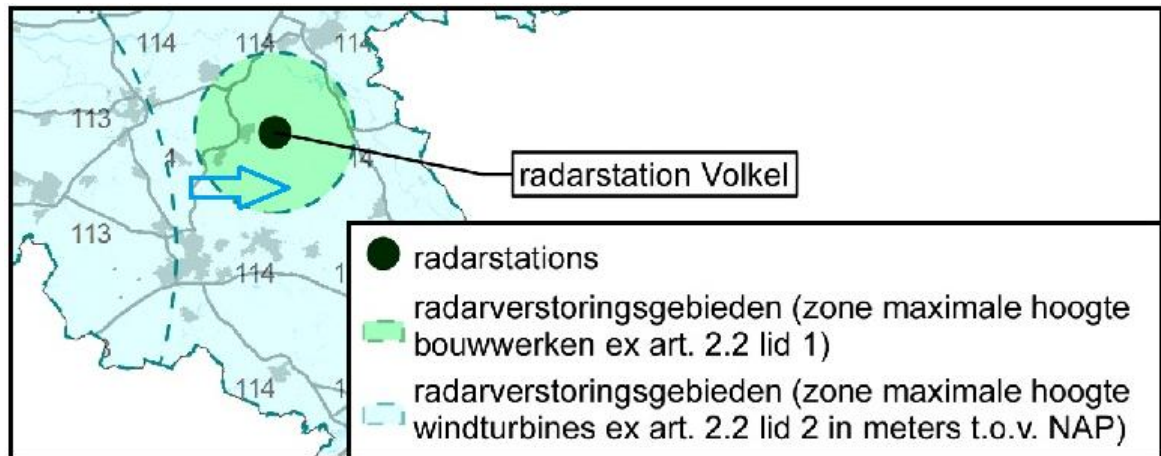 114
114
114
113
14
113
114
114
radarstation Volkel
radarstations
radarverstoringsgebieden (zone maximale hoogte
bouwwerken ex art. 2.2 lid 1)
radarverstoringsgebieden (zone maximale hoogte
windturbines ex art. 2.2 lid 2 in meters t.o.v. NAP)